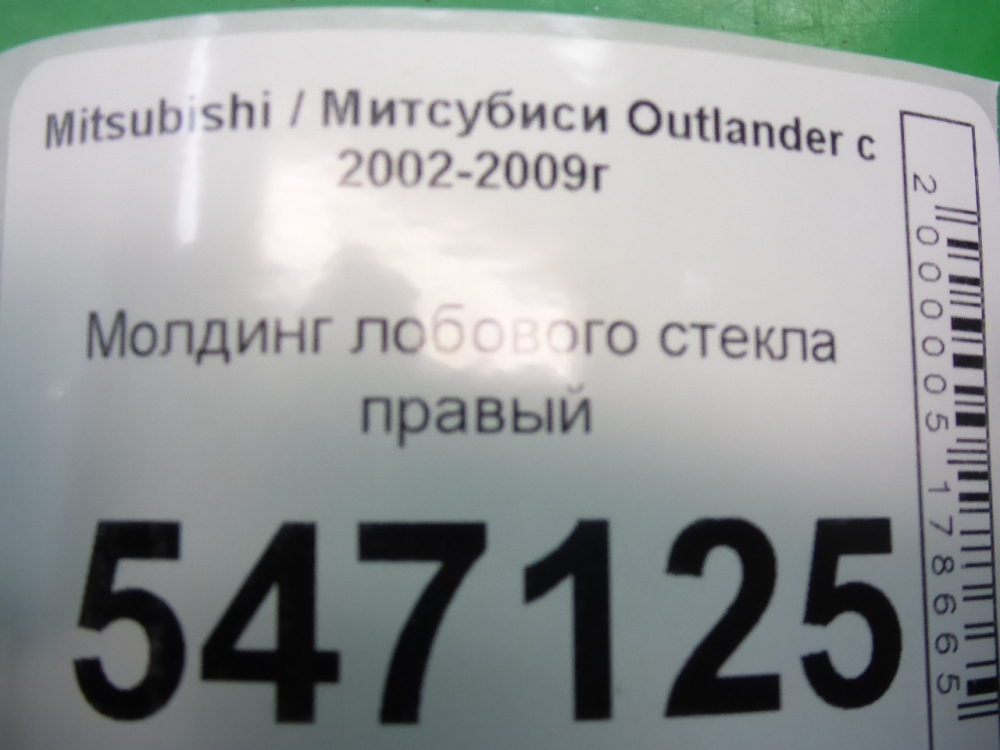 Mitsubishi / Митсубиси Outlander с
2002-2009г
Молдинг лобового стекла
правый
547125
2000005178665